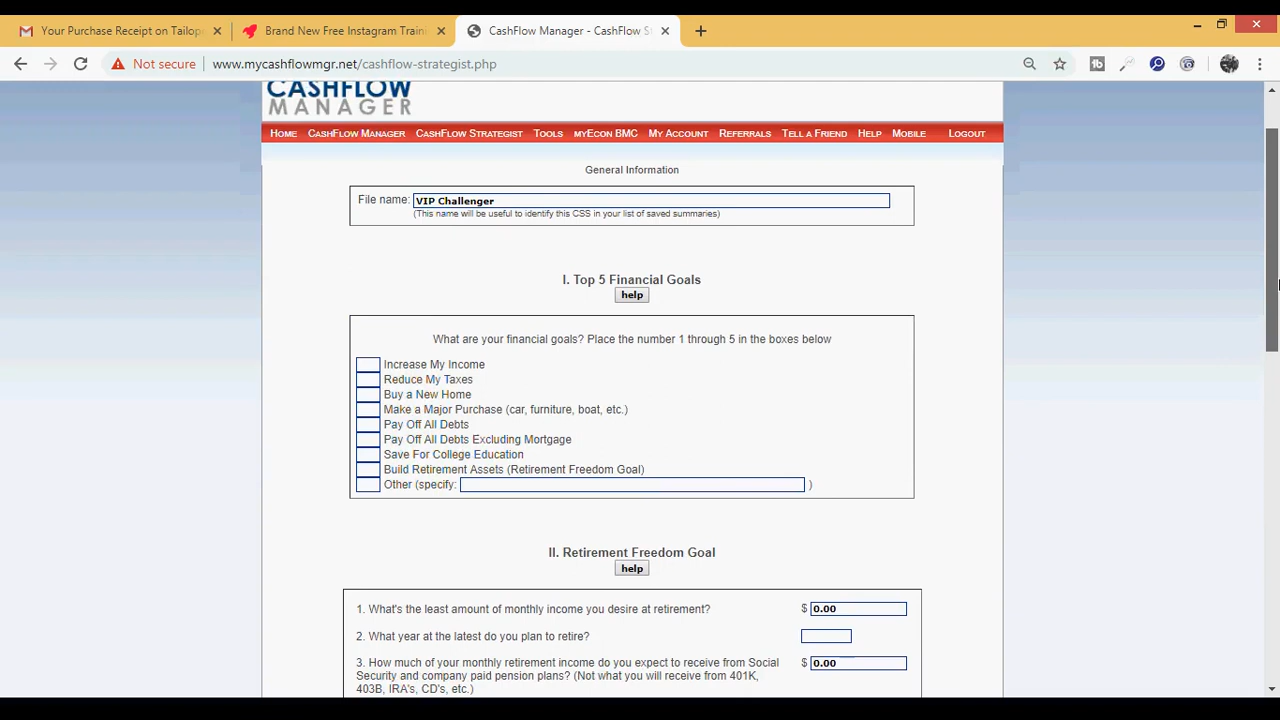 Your Purchase Receipt on Tailop
Brand New Free Instagram Traini
CashFlow Manager - CashFlow St
Not secure www.mycashflowmgr.net/cashflow-strategist.php
CASHFLOW
MANAGER
HOME CASHFLOW MANAGER CASHFLOW STRATEGIST TOOLS MYECON BMC MY ACCOUNT REFERRALS TELL A FRIEND HELP MOBILE LOGOUT
General Information
File name: VIP Challenger
(This name will be useful to identify this CSS in your list of saved summaries)
I. Top 5 Financial Goals
help
What are your financial goals? Place the number 1 through 5 in the boxes below
Increase My Income
Reduce My Taxes
Buy a New Home
Make a Major Purchase (car, furniture, boat, etc.)
Pay Off All Debts
Pay Off All Debts Excluding Mortgage
Save For College Education
Build Retirement Assets (Retirement Freedom Goal)
Other (specify: )
II. Retirement Freedom Goal
help
1. What's the least amount of monthly income you desire at retirement? $ 0.00
2. What year at the latest do you plan to retire?
3. How much of your monthly retirement income do you expect to receive from Social $ 0.00
Security and company paid pension plans? (Not what you will receive from 401K,
403B, IRA's, CD's, etc.)